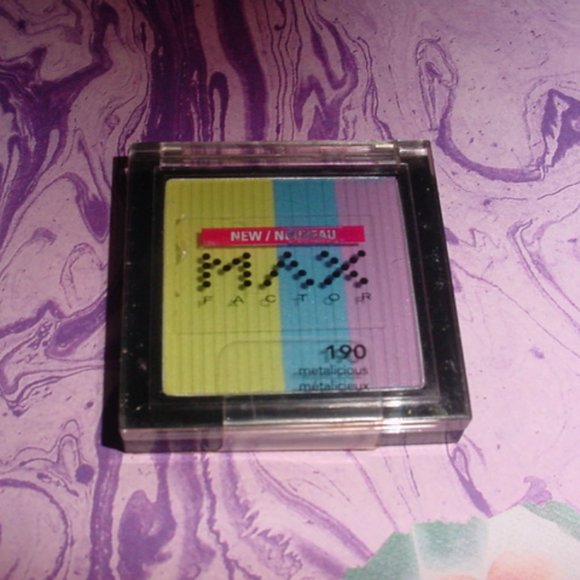 NEW / NOUVEAU
MAX
FACTOR
190
metalicious
métalicieux